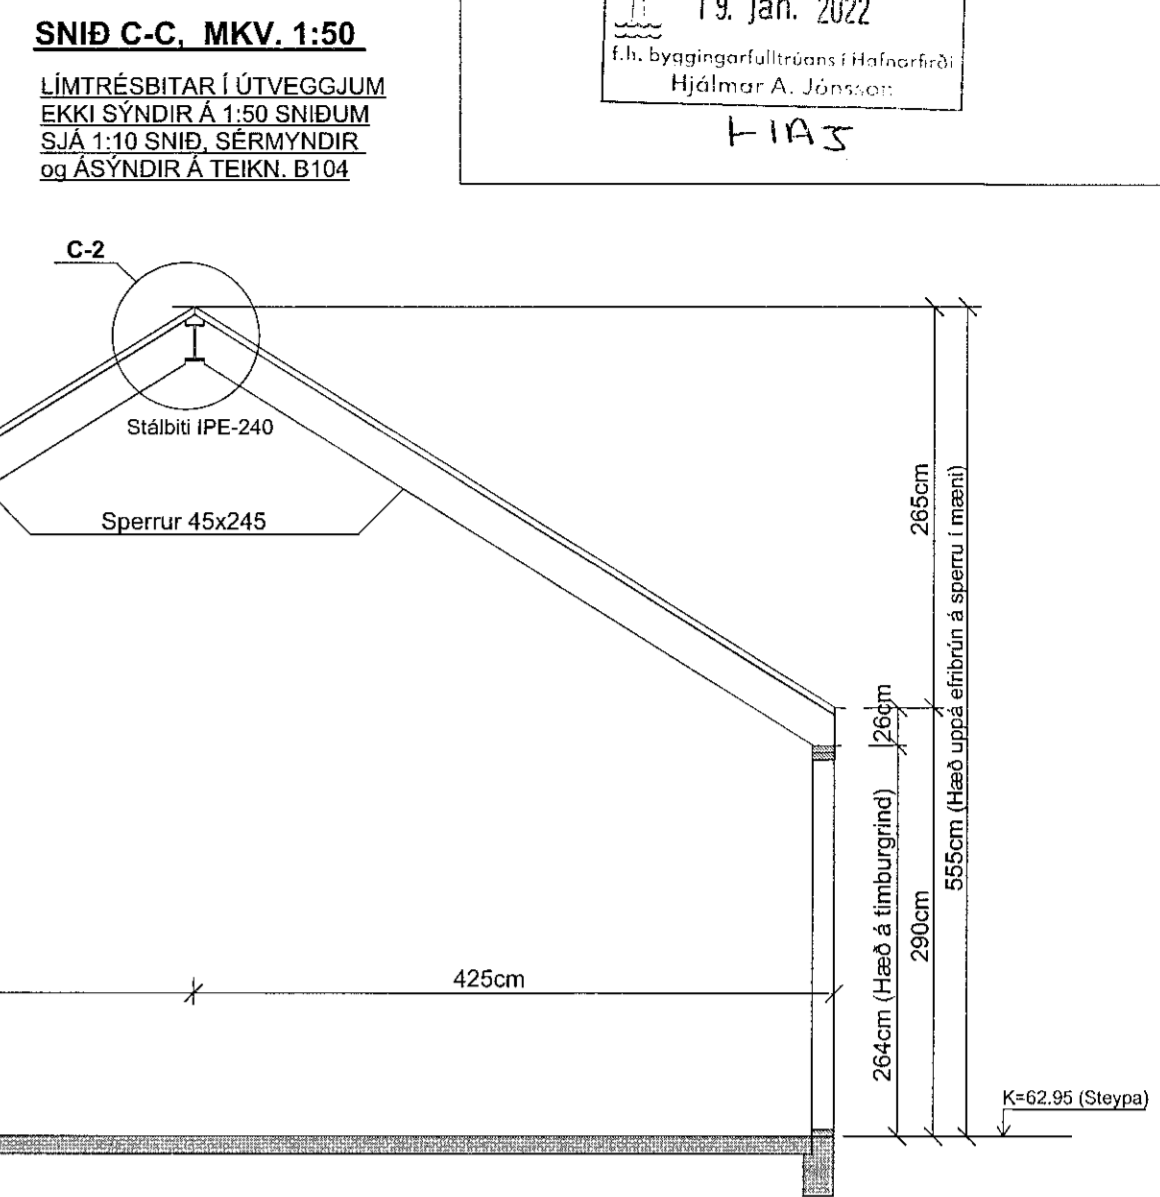 SNIÐ C-C, MKV. 1:50
LÍMTRÉSBITAR Í ÚTVEGGJUM
EKKI SÝNDIR Á 1:50 SNIÐUM
SJÁ 1:10 SNIÐ, SÉRMYNDIR
og ÁSÝNDIR Á TEIKN. B104
19. jan. 2022
f.h. byggingarfulltrúans í Hafnarfirði
Hjálmar A. Jónsson
HIAJ
C-2
Stálbiti IPE-240
Sperrur 45x245
265cm
555cm (Hæð uppá efribrún á sperru í mæni)
26cm
264cm (Hæð á timburgrind)
290cm
425cm
K=62.95 (Steypa)